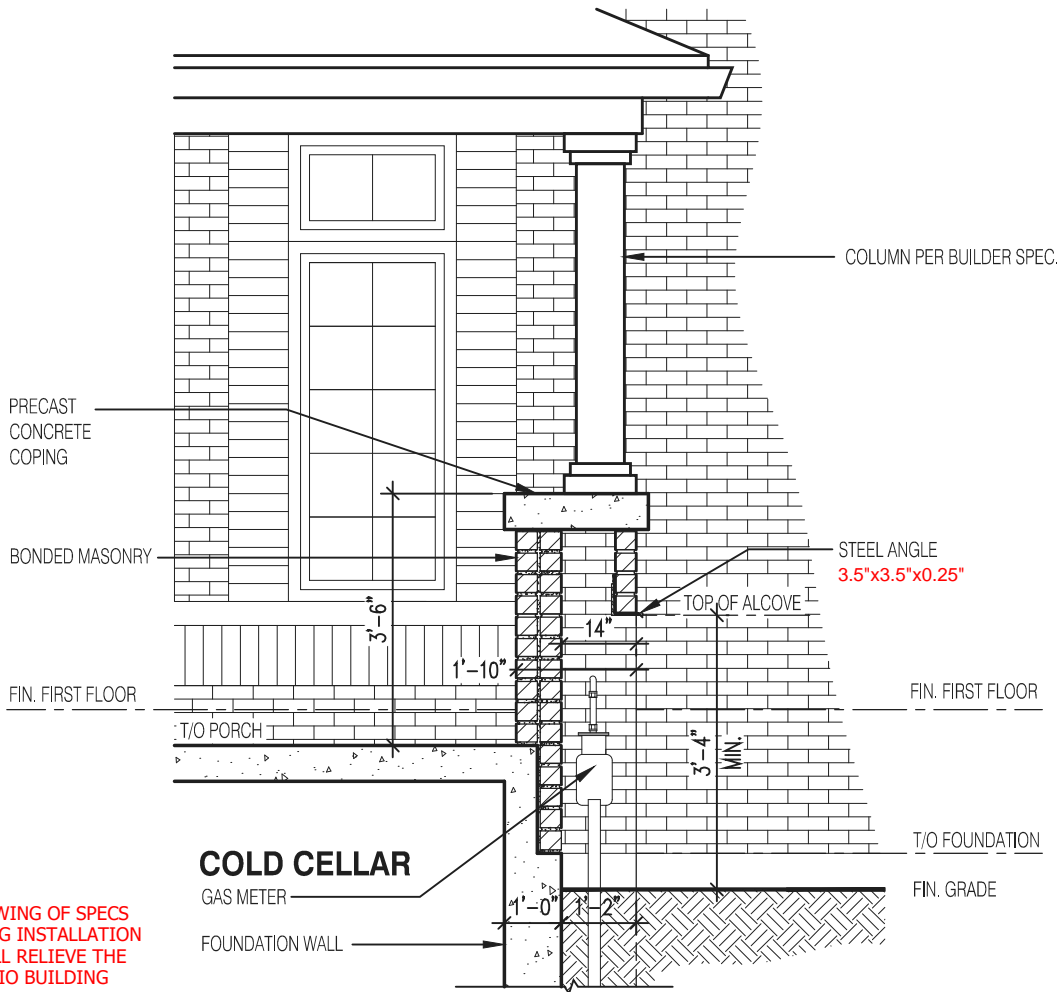 COLUMN PER BUILDER SPEC.
PRECAST
CONCRETE
COPING
BONDED MASONRY
STEEL ANGLE
3.5"x3.5"x0.25"
TOP OF ALCOVE
3'-6"
14"
1'-10"
FIN. FIRST FLOOR
FIN. FIRST FLOOR
T/O PORCH
3'-4"
MIN.
T/O FOUNDATION
COLD CELLAR
GAS METER
FIN. GRADE
1'-0"
1'-2"
FOUNDATION WALL
WING OF SPECS
G INSTALLATION
LL RELIEVE THE
IO BUILDING